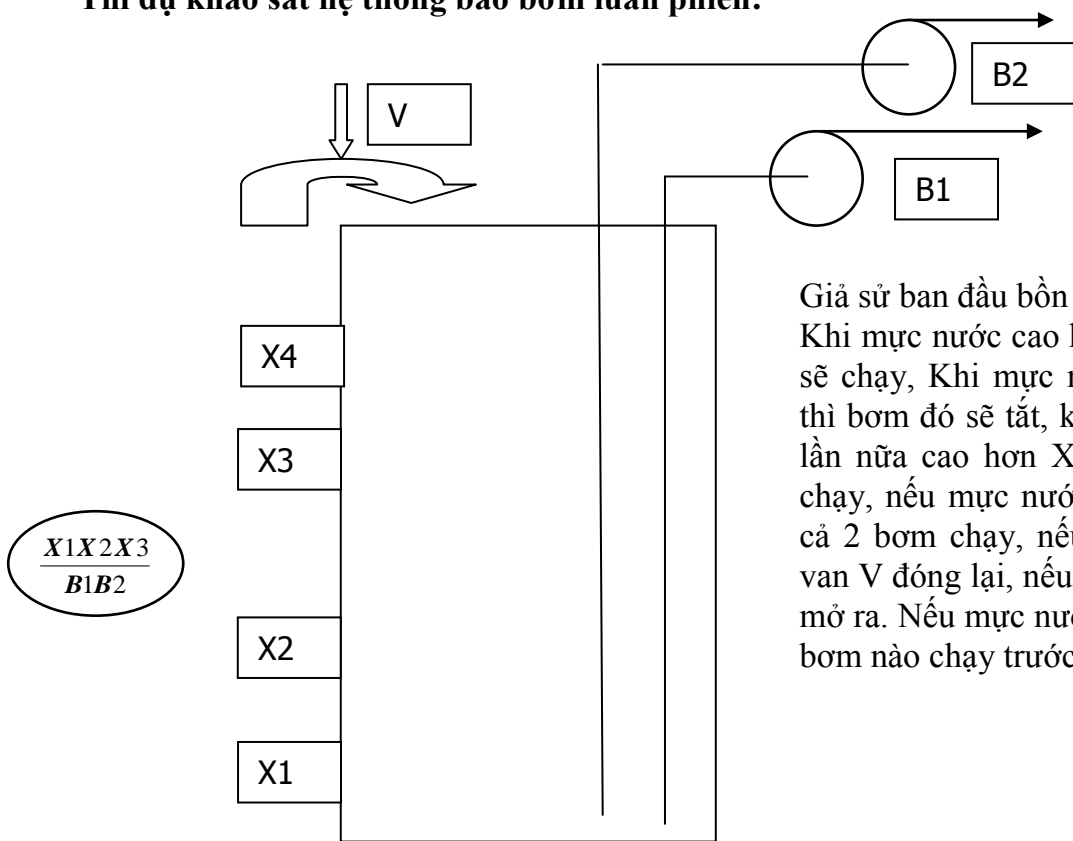 Thí dụ khảo sát hệ thống báo bơm luân phiên:
B2
V
B1
Giả sử ban đầu bồn
Khi mực nước cao
X4
sẽ chạy, Khi mực
thì bơm đó sẽ tắt,
X3
lần nữa cao hơn X
chạy, nếu mực
X1X2X3
B1B2
cả 2 bơm chạy,
van V đóng lại, nếu
mở ra. Nếu mực
X2
bơm nào chạy trước
X1